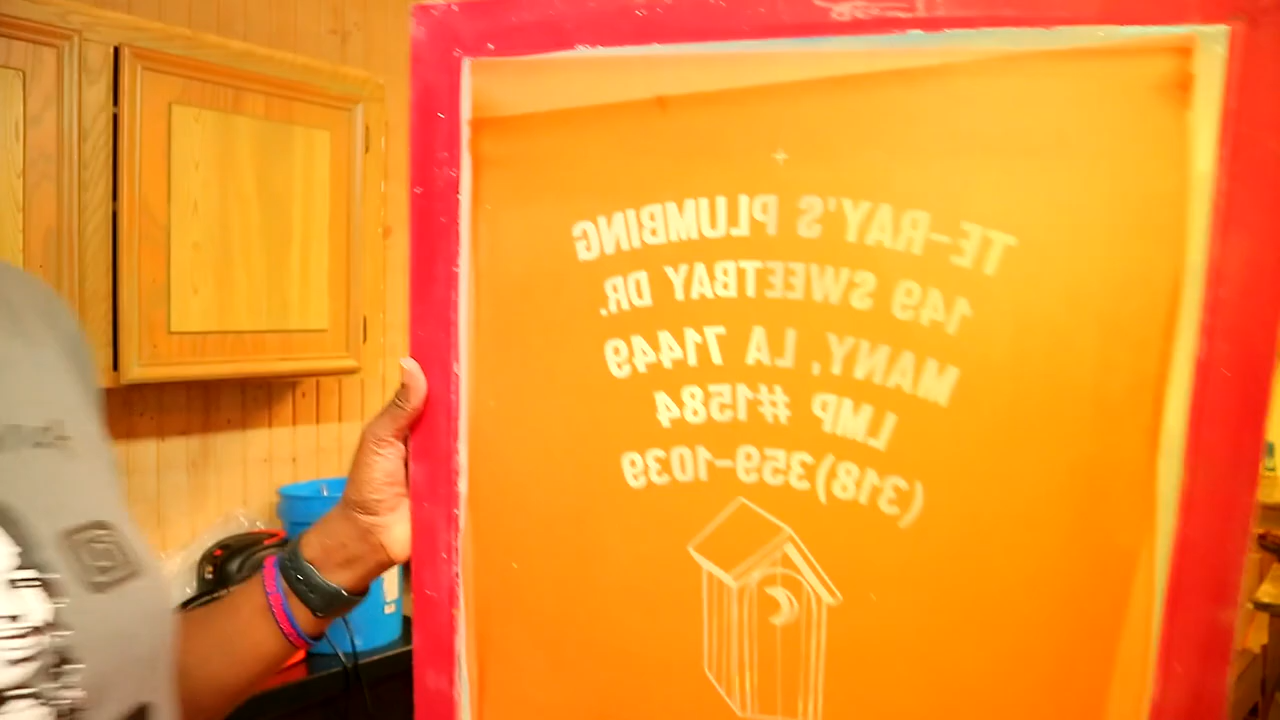 TE-RAY'S PLUMBING
149 SWEETBAY DR.
MANY, LA 71449
LMP #1584
(318)359-1039